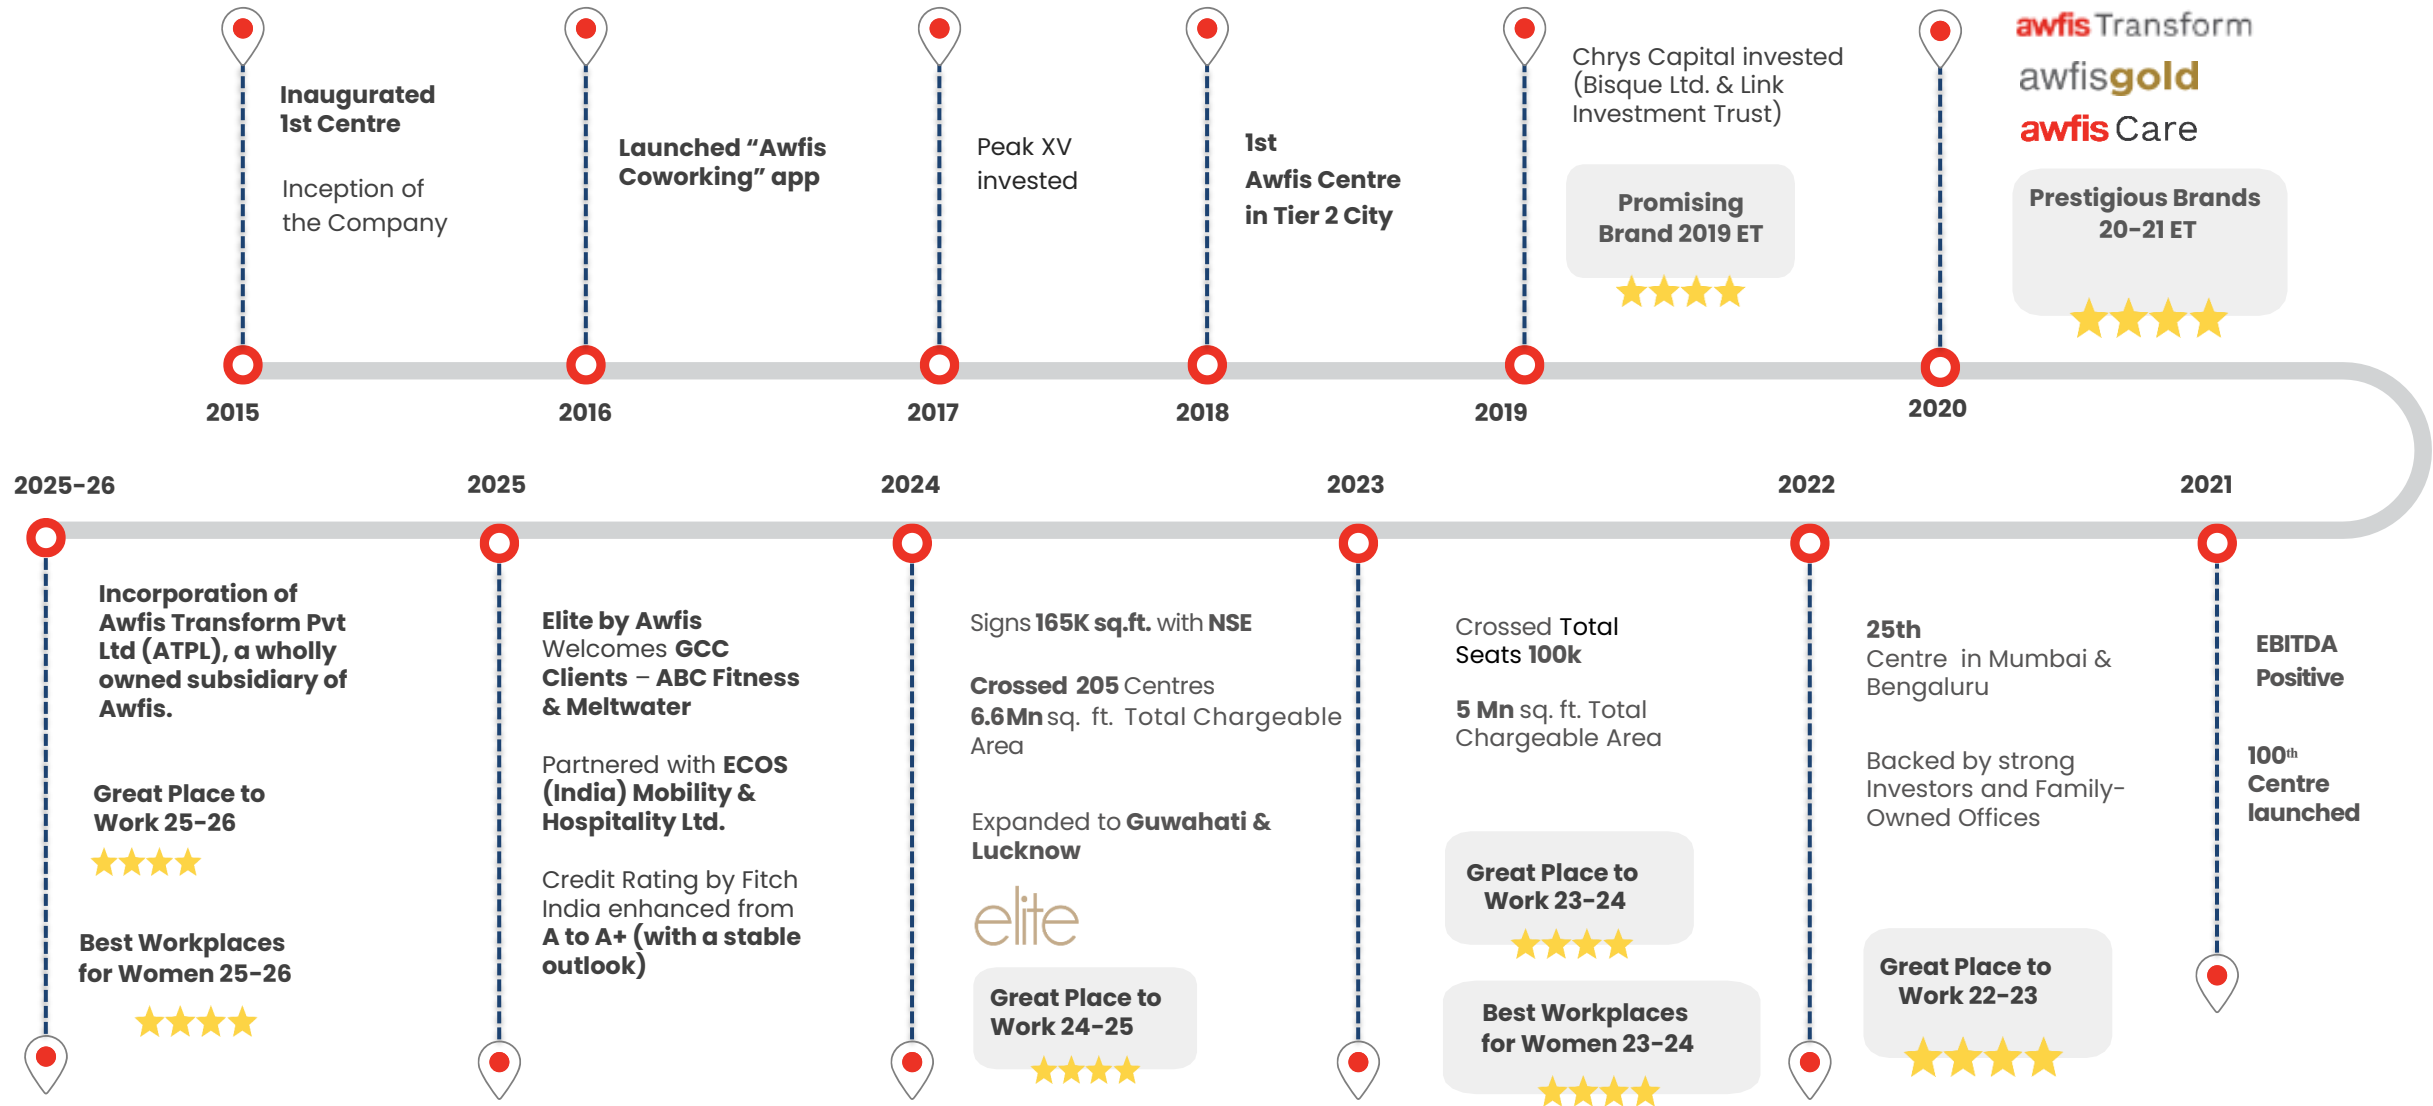 Inaugurated
1st Centre
Inception of
the Company
2015
Launched “Awfis
Coworking” app
2016
Peak XV
invested
2017
1st
Awfis Centre
in Tier 2 City
2018
Chrys Capital invested
(Bisque Ltd. & Link
Investment Trust)
Promising
Brand 2019 ET
2019
awfis Transform
awfisgold
awfis Care
Prestigious Brands
20-21 ET
2020
2021
EBITDA
Positive
100th
Centre
launched
2022
25th
Centre in Mumbai &
Bengaluru
Backed by strong
Investors and Family-
Owned Offices
Great Place to
Work 22-23
2023
Crossed Total
Seats 100k
5 Mn sq. ft. Total
Chargeable Area
Great Place to
Work 23-24
Best Workplaces
for Women 23-24
2024
Signs 165K sq.ft. with NSE
Crossed 205 Centres
6.6Mn sq. ft. Total Chargeable
Area
Expanded to Guwahati &
Lucknow
elite
Great Place to
Work 24-25
2025
Elite by Awfis
Welcomes GCC
Clients – ABC Fitness
& Meltwater
Partnered with ECOS
(India) Mobility &
Hospitality Ltd.
Credit Rating by Fitch
India enhanced from
A to A+ (with a stable
outlook)
2025-26
Incorporation of
Awfis Transform Pvt
Ltd (ATPL), a wholly
owned subsidiary of
Awfis.
Great Place to
Work 25-26
Best Workplaces
for Women 25-26